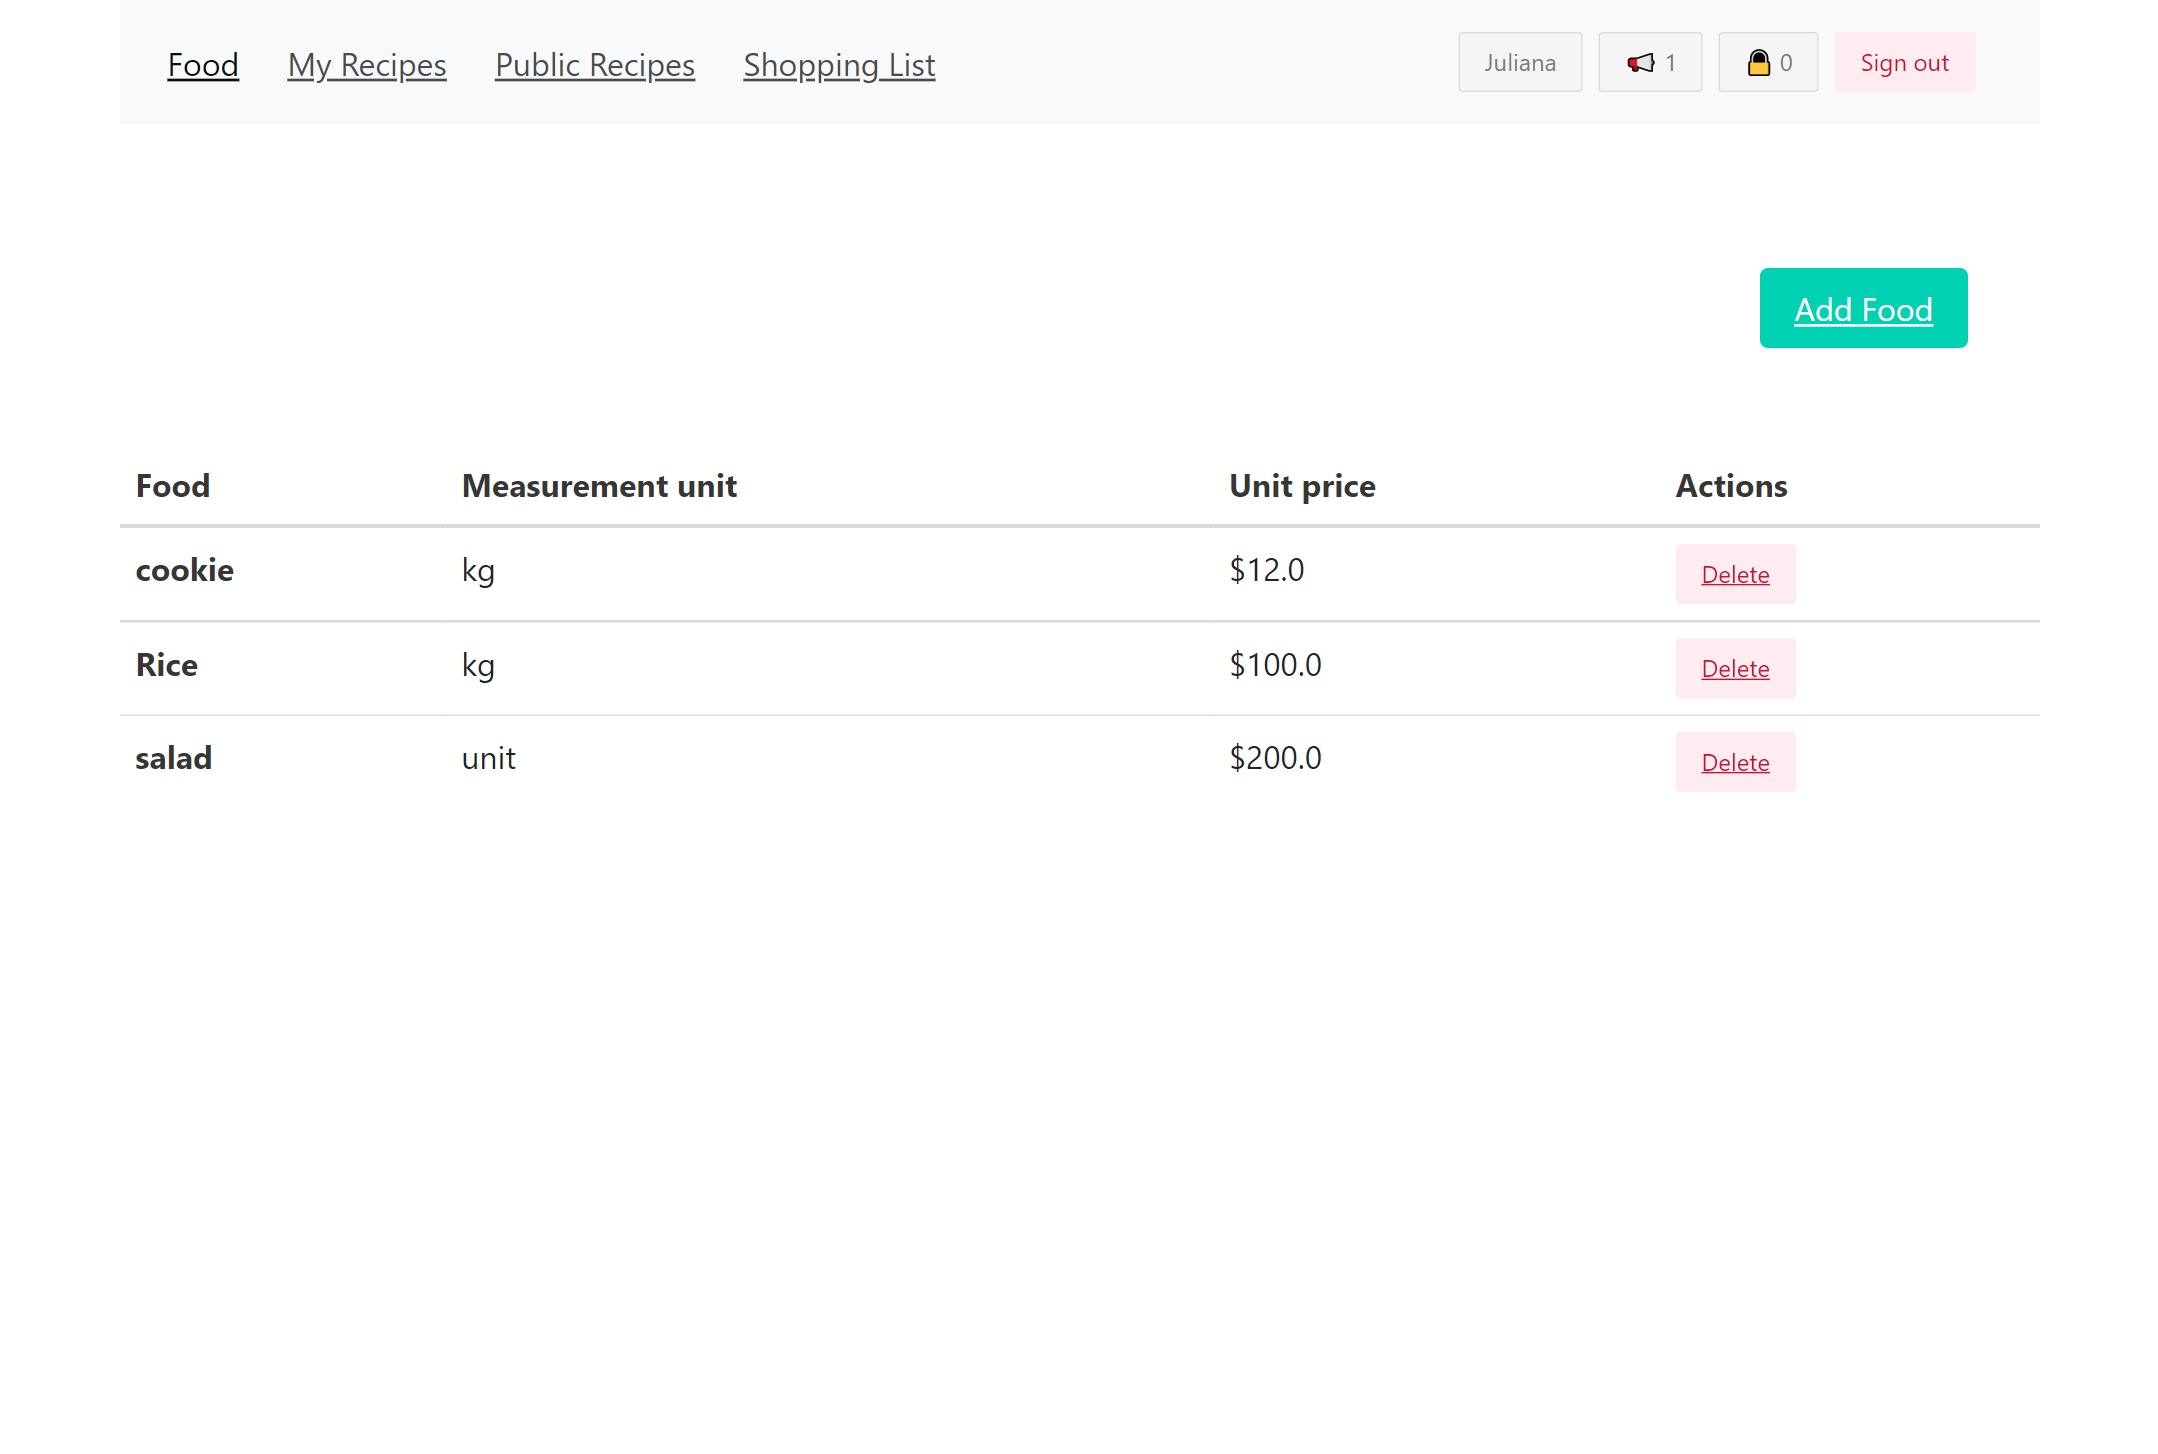 Food My Recipes Public Recipes Shopping List Juliana 1 0 Sign out
Add Food
Food Measurement unit Unit price Actions
cookie kg $12.0 Delete
Rice kg $100.0 Delete
salad unit $200.0 Delete